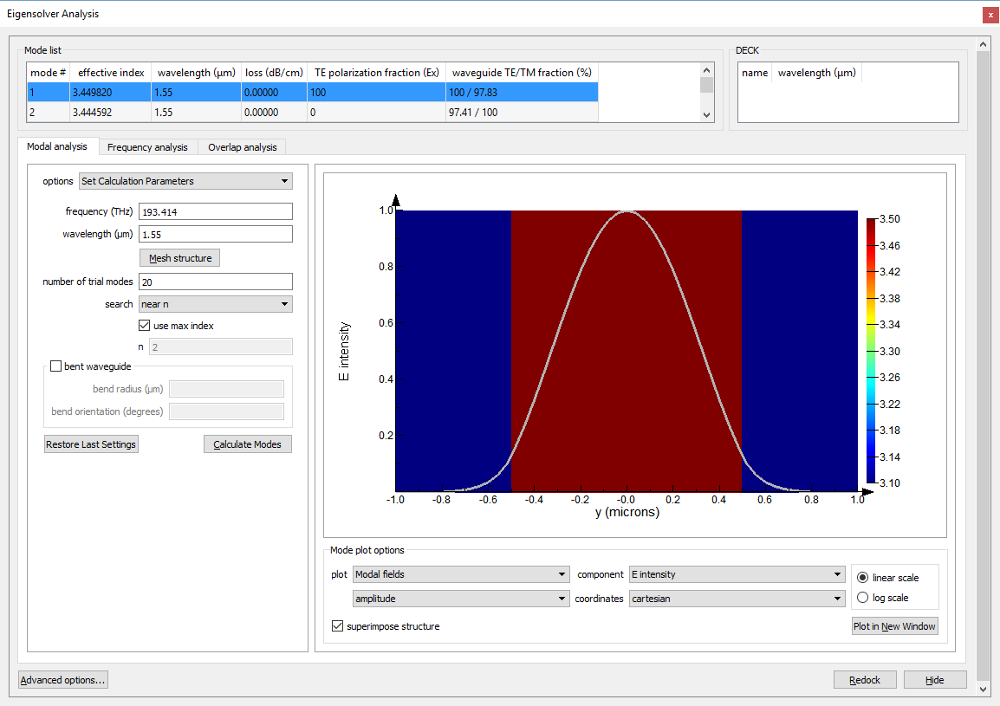 Eigensolver Analysis
x
Mode list
mode # effective index wavelength (µm) loss (dB/cm) TE polarization fraction (Ex) waveguide TE/TM fraction (%)
1 3.449820 1.55 0.00000 100 100 / 97.83
2 3.444592 1.55 0.00000 0 97.41 / 100
DECK
name wavelength (µm)
Modal analysis Frequency analysis Overlap analysis
options Set Calculation Parameters
frequency (THz) 193.414
wavelength (µm) 1.55
Mesh structure
number of trial modes 20
search near n
use max index
n 2
bent waveguide
bend radius (µm)
bend orientation (degrees)
Restore Last Settings Calculate Modes
1.0
0.8
0.6
0.4
0.2
E intensity
-1.0 -0.8 -0.6 -0.4 -0.2 -0.0 0.2 0.4 0.6 0.8 1.0
y (microns)
3.50
3.46
3.42
3.38
3.34
3.30
3.26
3.22
3.18
3.14
3.10
Mode plot options
plot Modal fields component E intensity
amplitude coordinates cartesian
linear scale
log scale
superimpose structure
Plot in New Window
Advanced options... Redock Hide